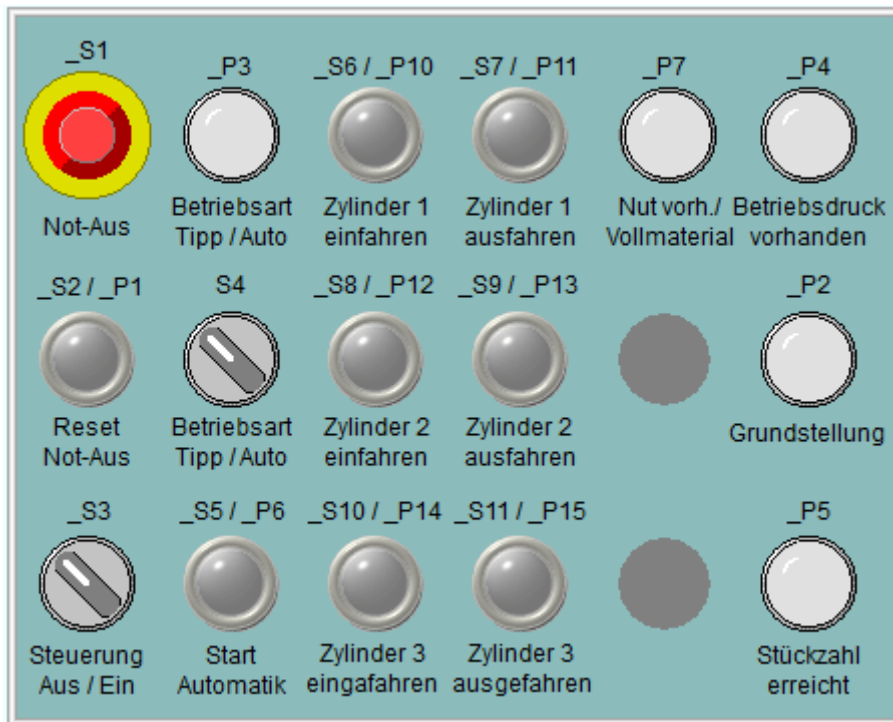 _S1
_P3
_S6 / _P10
_S7 / _P11
_P7
_P4
Not-Aus
Betriebsart
Tipp / Auto
Zylinder 1
einfahren
Zylinder 1
ausfahren
Nut vorh./
Vollmaterial
Betriebsdruck
vorhanden
_S2 / _P1
S4
_S8 / _P12
_S9 / _P13
_P2
Reset
Not-Aus
Betriebsart
Tipp / Auto
Zylinder 2
einfahren
Zylinder 2
ausfahren
Grundstellung
_S3
_S5 / _P6
_S10 / _P14
_S11 / _P15
_P5
Steuerung
Aus / Ein
Start
Automatik
Zylinder 3
eingafahren
Zylinder 3
ausgefahren
Stückzahl
erreicht